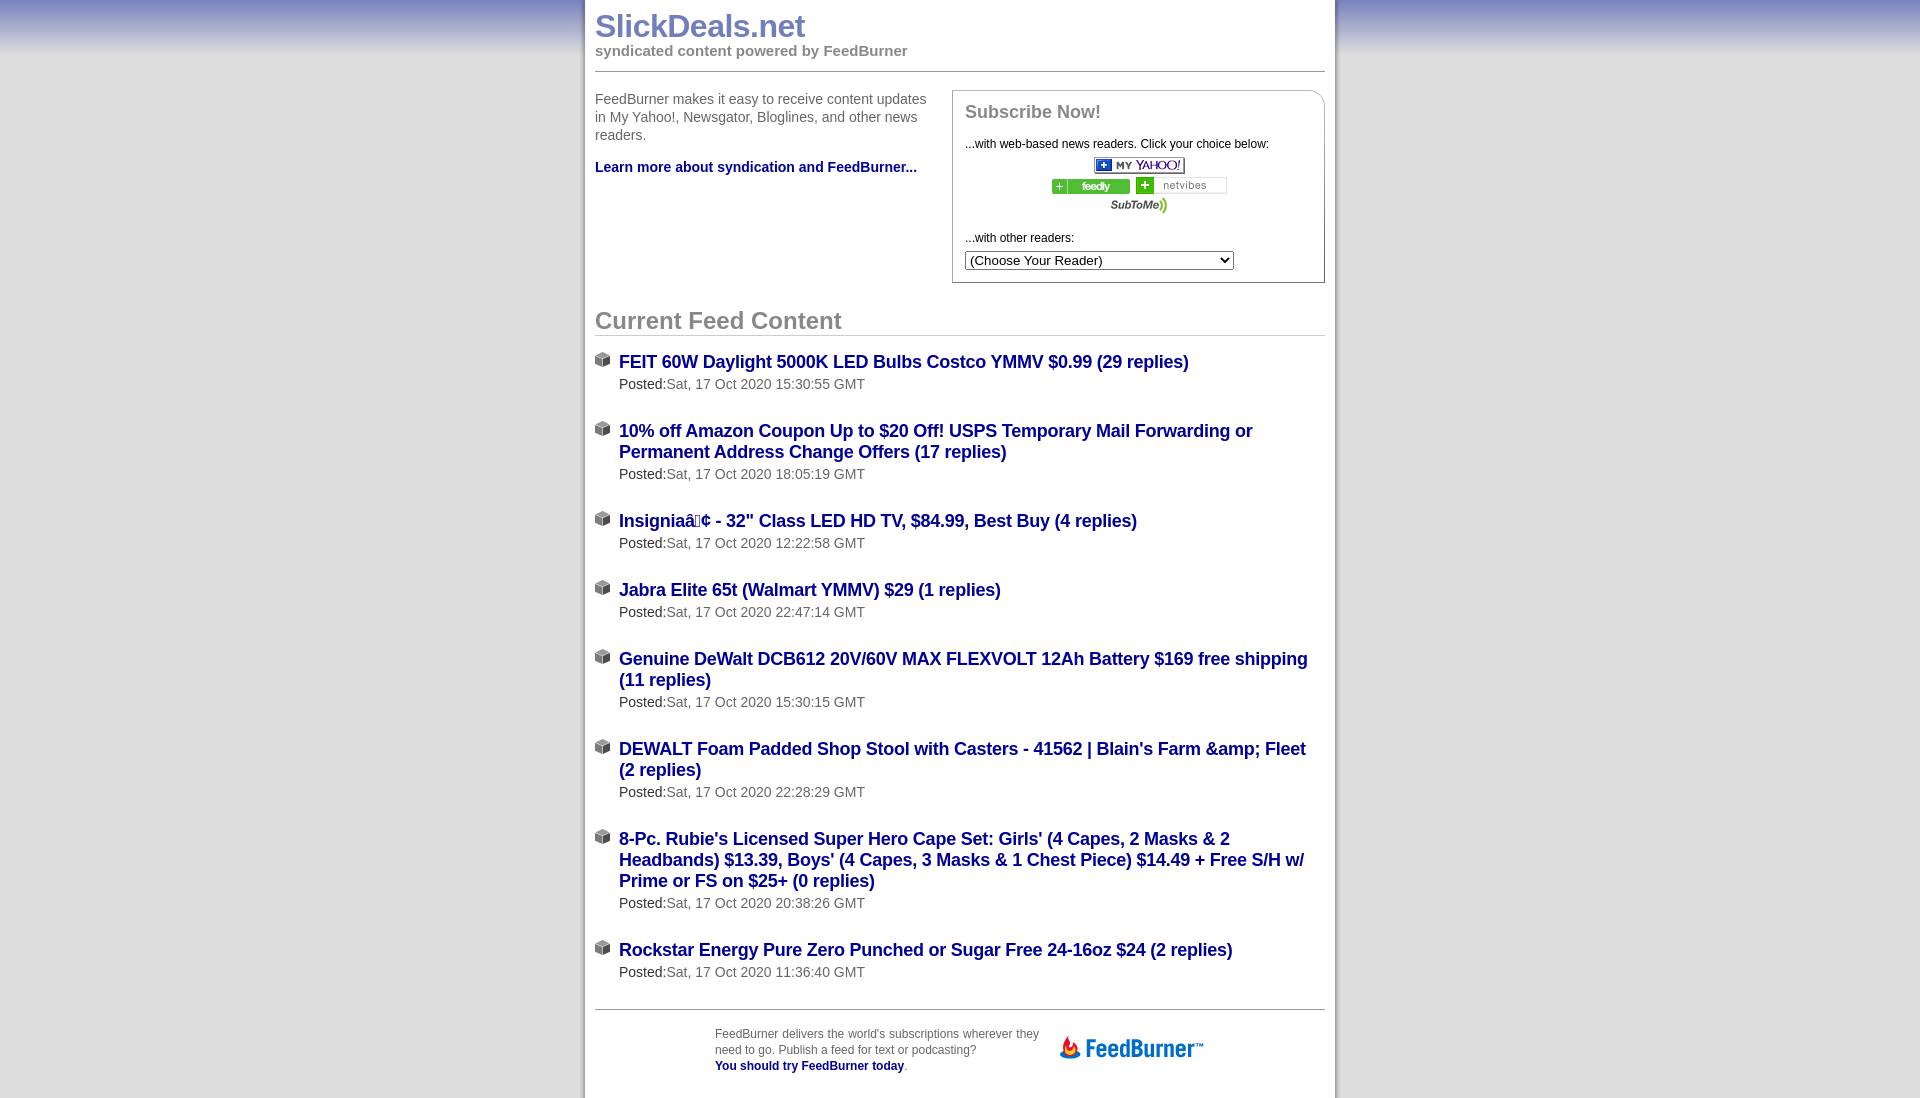 SlickDeals.net
syndicated content powered by FeedBurner
FeedBurner makes it easy to receive content updates
in My Yahoo!, Newsgator, Bloglines, and other news
readers.
Learn more about syndication and FeedBurner...
Subscribe Now!
...with web-based news readers. Click your choice below:
MY YAHOO!
feedly
netvibes
SubToMe
...with other readers:
(Choose Your Reader)
Current Feed Content
FEIT 60W Daylight 5000K LED Bulbs Costco YMMV $0.99 (29 replies)
Posted:Sat, 17 Oct 2020 15:30:55 GMT
10% off Amazon Coupon Up to $20 Off! USPS Temporary Mail Forwarding or
Permanent Address Change Offers (17 replies)
Posted:Sat, 17 Oct 2020 18:05:19 GMT
Insigniaâ¢ - 32" Class LED HD TV, $84.99, Best Buy (4 replies)
Posted:Sat, 17 Oct 2020 12:22:58 GMT
Jabra Elite 65t (Walmart YMMV) $29 (1 replies)
Posted:Sat, 17 Oct 2020 22:47:14 GMT
Genuine DeWalt DCB612 20V/60V MAX FLEXVOLT 12Ah Battery $169 free shipping
(11 replies)
Posted:Sat, 17 Oct 2020 15:30:15 GMT
DEWALT Foam Padded Shop Stool with Casters - 41562 | Blain's Farm &amp; Fleet
(2 replies)
Posted:Sat, 17 Oct 2020 22:28:29 GMT
8-Pc. Rubie's Licensed Super Hero Cape Set: Girls' (4 Capes, 2 Masks & 2
Headbands) $13.39, Boys' (4 Capes, 3 Masks & 1 Chest Piece) $14.49 + Free S/H w/
Prime or FS on $25+ (0 replies)
Posted:Sat, 17 Oct 2020 20:38:26 GMT
Rockstar Energy Pure Zero Punched or Sugar Free 24-16oz $24 (2 replies)
Posted:Sat, 17 Oct 2020 11:36:40 GMT
FeedBurner delivers the world's subscriptions wherever they
need to go. Publish a feed for text or podcasting?
You should try FeedBurner today.
FeedBurner™